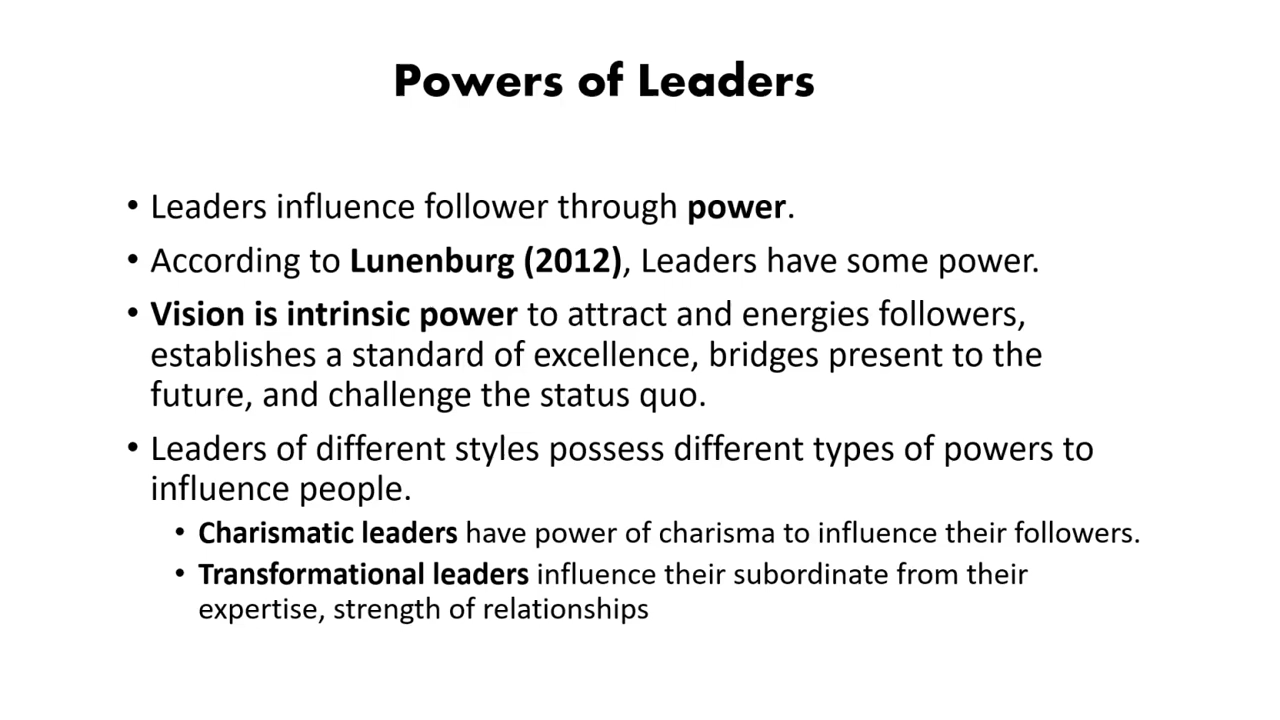 Powers of Leaders
• Leaders influence follower through power.
• According to Lunenburg (2012), Leaders have some power.
• Vision is intrinsic power to attract and energies followers,
establishes a standard of excellence, bridges present to the
future, and challenge the status quo.
• Leaders of different styles possess different types of powers to
influence people.
• Charismatic leaders have power of charisma to influence their followers.
• Transformational leaders influence their subordinate from their
expertise, strength of relationships